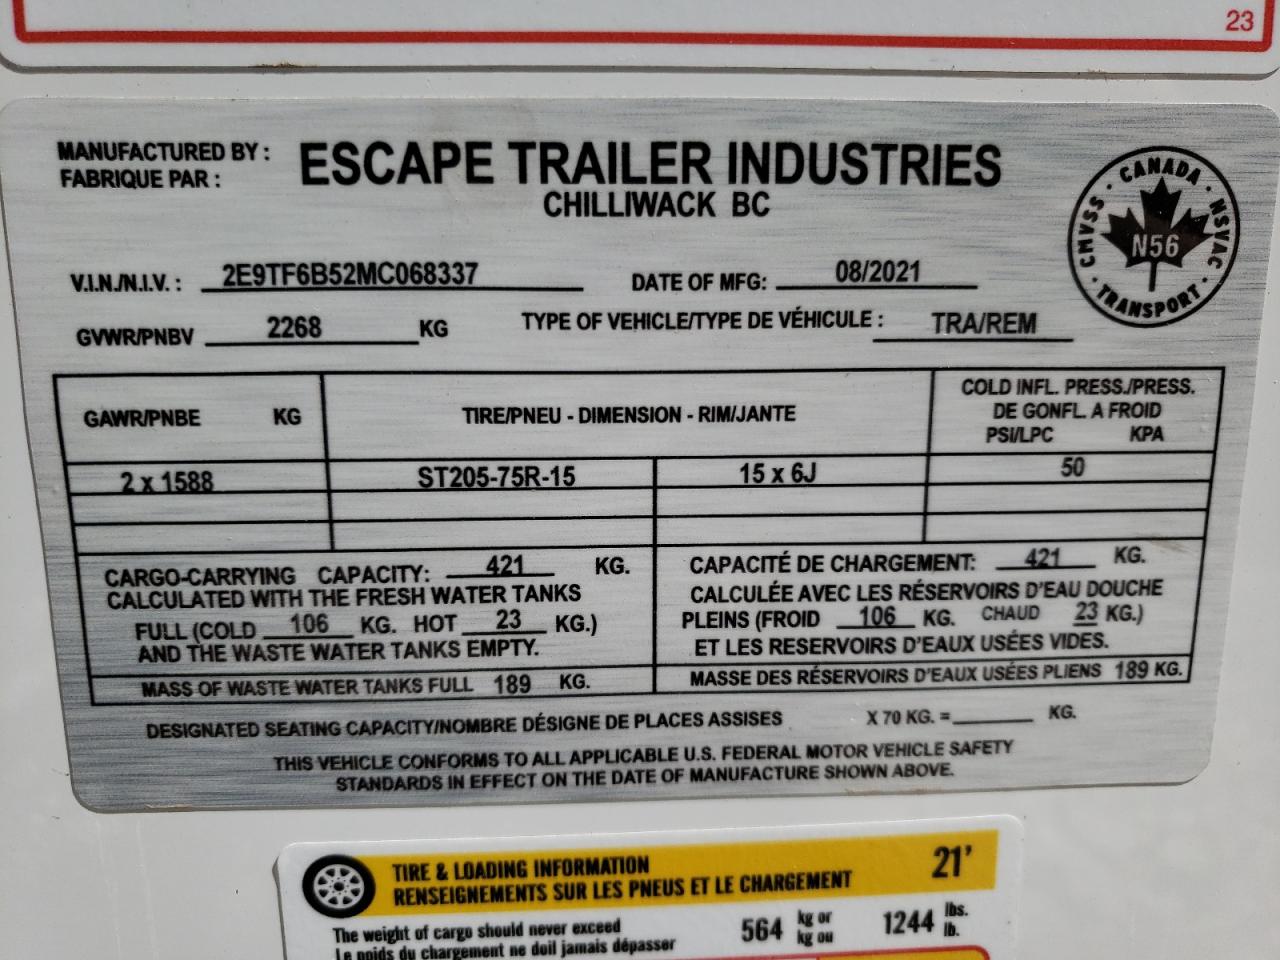 23
MANUFACTURED BY :
FABRIQUE PAR :
ESCAPE TRAILER INDUSTRIES
CHILLIWACK BC
CANADA
CMVSS · NSVAC
N56
TRANSPORT
V.I.N./N.I.V. : 2E9TF6B52MC068337 DATE OF MFG: 08/2021
GVWR/PNBV 2268 KG TYPE OF VEHICLE/TYPE DE VÉHICULE : TRA/REM
GAWR/PNBE KG TIRE/PNEU - DIMENSION - RIM/JANTE
COLD INFL. PRESS./PRESS.
DE GONFL. A FROID
PSI/LPC KPA
2 x 1588 ST205-75R-15 15 x 6J 50
CARGO-CARRYING CAPACITY: 421 KG.
CALCULATED WITH THE FRESH WATER TANKS
FULL (COLD 106 KG. HOT 23 KG.)
AND THE WASTE WATER TANKS EMPTY.
MASS OF WASTE WATER TANKS FULL 189 KG.
CAPACITÉ DE CHARGEMENT: 421 KG.
CALCULÉE AVEC LES RÉSERVOIRS D'EAU DOUCHE
PLEINS (FROID 106 KG. CHAUD 23 KG.)
ET LES RESERVOIRS D'EAUX USÉES VIDES.
MASSE DES RÉSERVOIRS D'EAUX USÉES PLIENS 189 KG.
DESIGNATED SEATING CAPACITY/NOMBRE DÉSIGNE DE PLACES ASSISES X 70 KG. = KG.
THIS VEHICLE CONFORMS TO ALL APPLICABLE U.S. FEDERAL MOTOR VEHICLE SAFETY
STANDARDS IN EFFECT ON THE DATE OF MANUFACTURE SHOWN ABOVE.
TIRE & LOADING INFORMATION
RENSEIGNEMENTS SUR LES PNEUS ET LE CHARGEMENT
21'
The weight of cargo should never exceed
Le poids du chargement ne doil jamais dépasser
564 kg or
kg ou
1244 lbs.
lb.